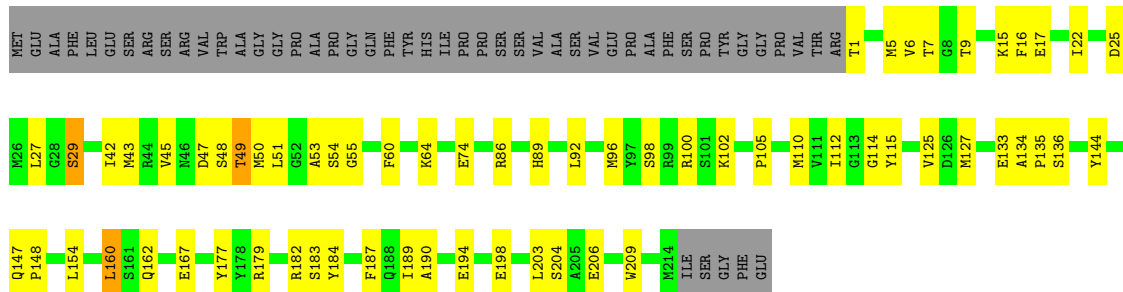 MET GLU ALA PHE LEU GLU SER ARG SER ARG VAL TRP ALA GLY GLY PRO ALA PRO GLY GLN PHE TYR HIS ILE PRO PRO SER SER VAL ALA SER VAL GLU PRO ALA PHE SER PRO TYR GLY GLY PRO VAL THR ARG T1 M5 V6 T7 G8 T9 K15 F16 E17 I22 D25
M26 L27 G28 S29 I42 M43 R44 V45 N46 D47 S48 T49 M50 L51 G52 A53 S54 G55 F60 K64 E74 R86 H89 L92 M96 Y97 S98 R99 R100 S101 K102 P105 M110 V111 E112 G113 G114 Y115 V125 D126 M127 E133 A134 P135 S136 Y144
Q147 P148 L154 L160 S161 Q162 E167 Y177 Y178 R179 R182 S183 Y184 F187 Q188 I189 A190 E194 E198 L203 S204 A205 E206 W209 M214 ILE SER GLY PHE GLU